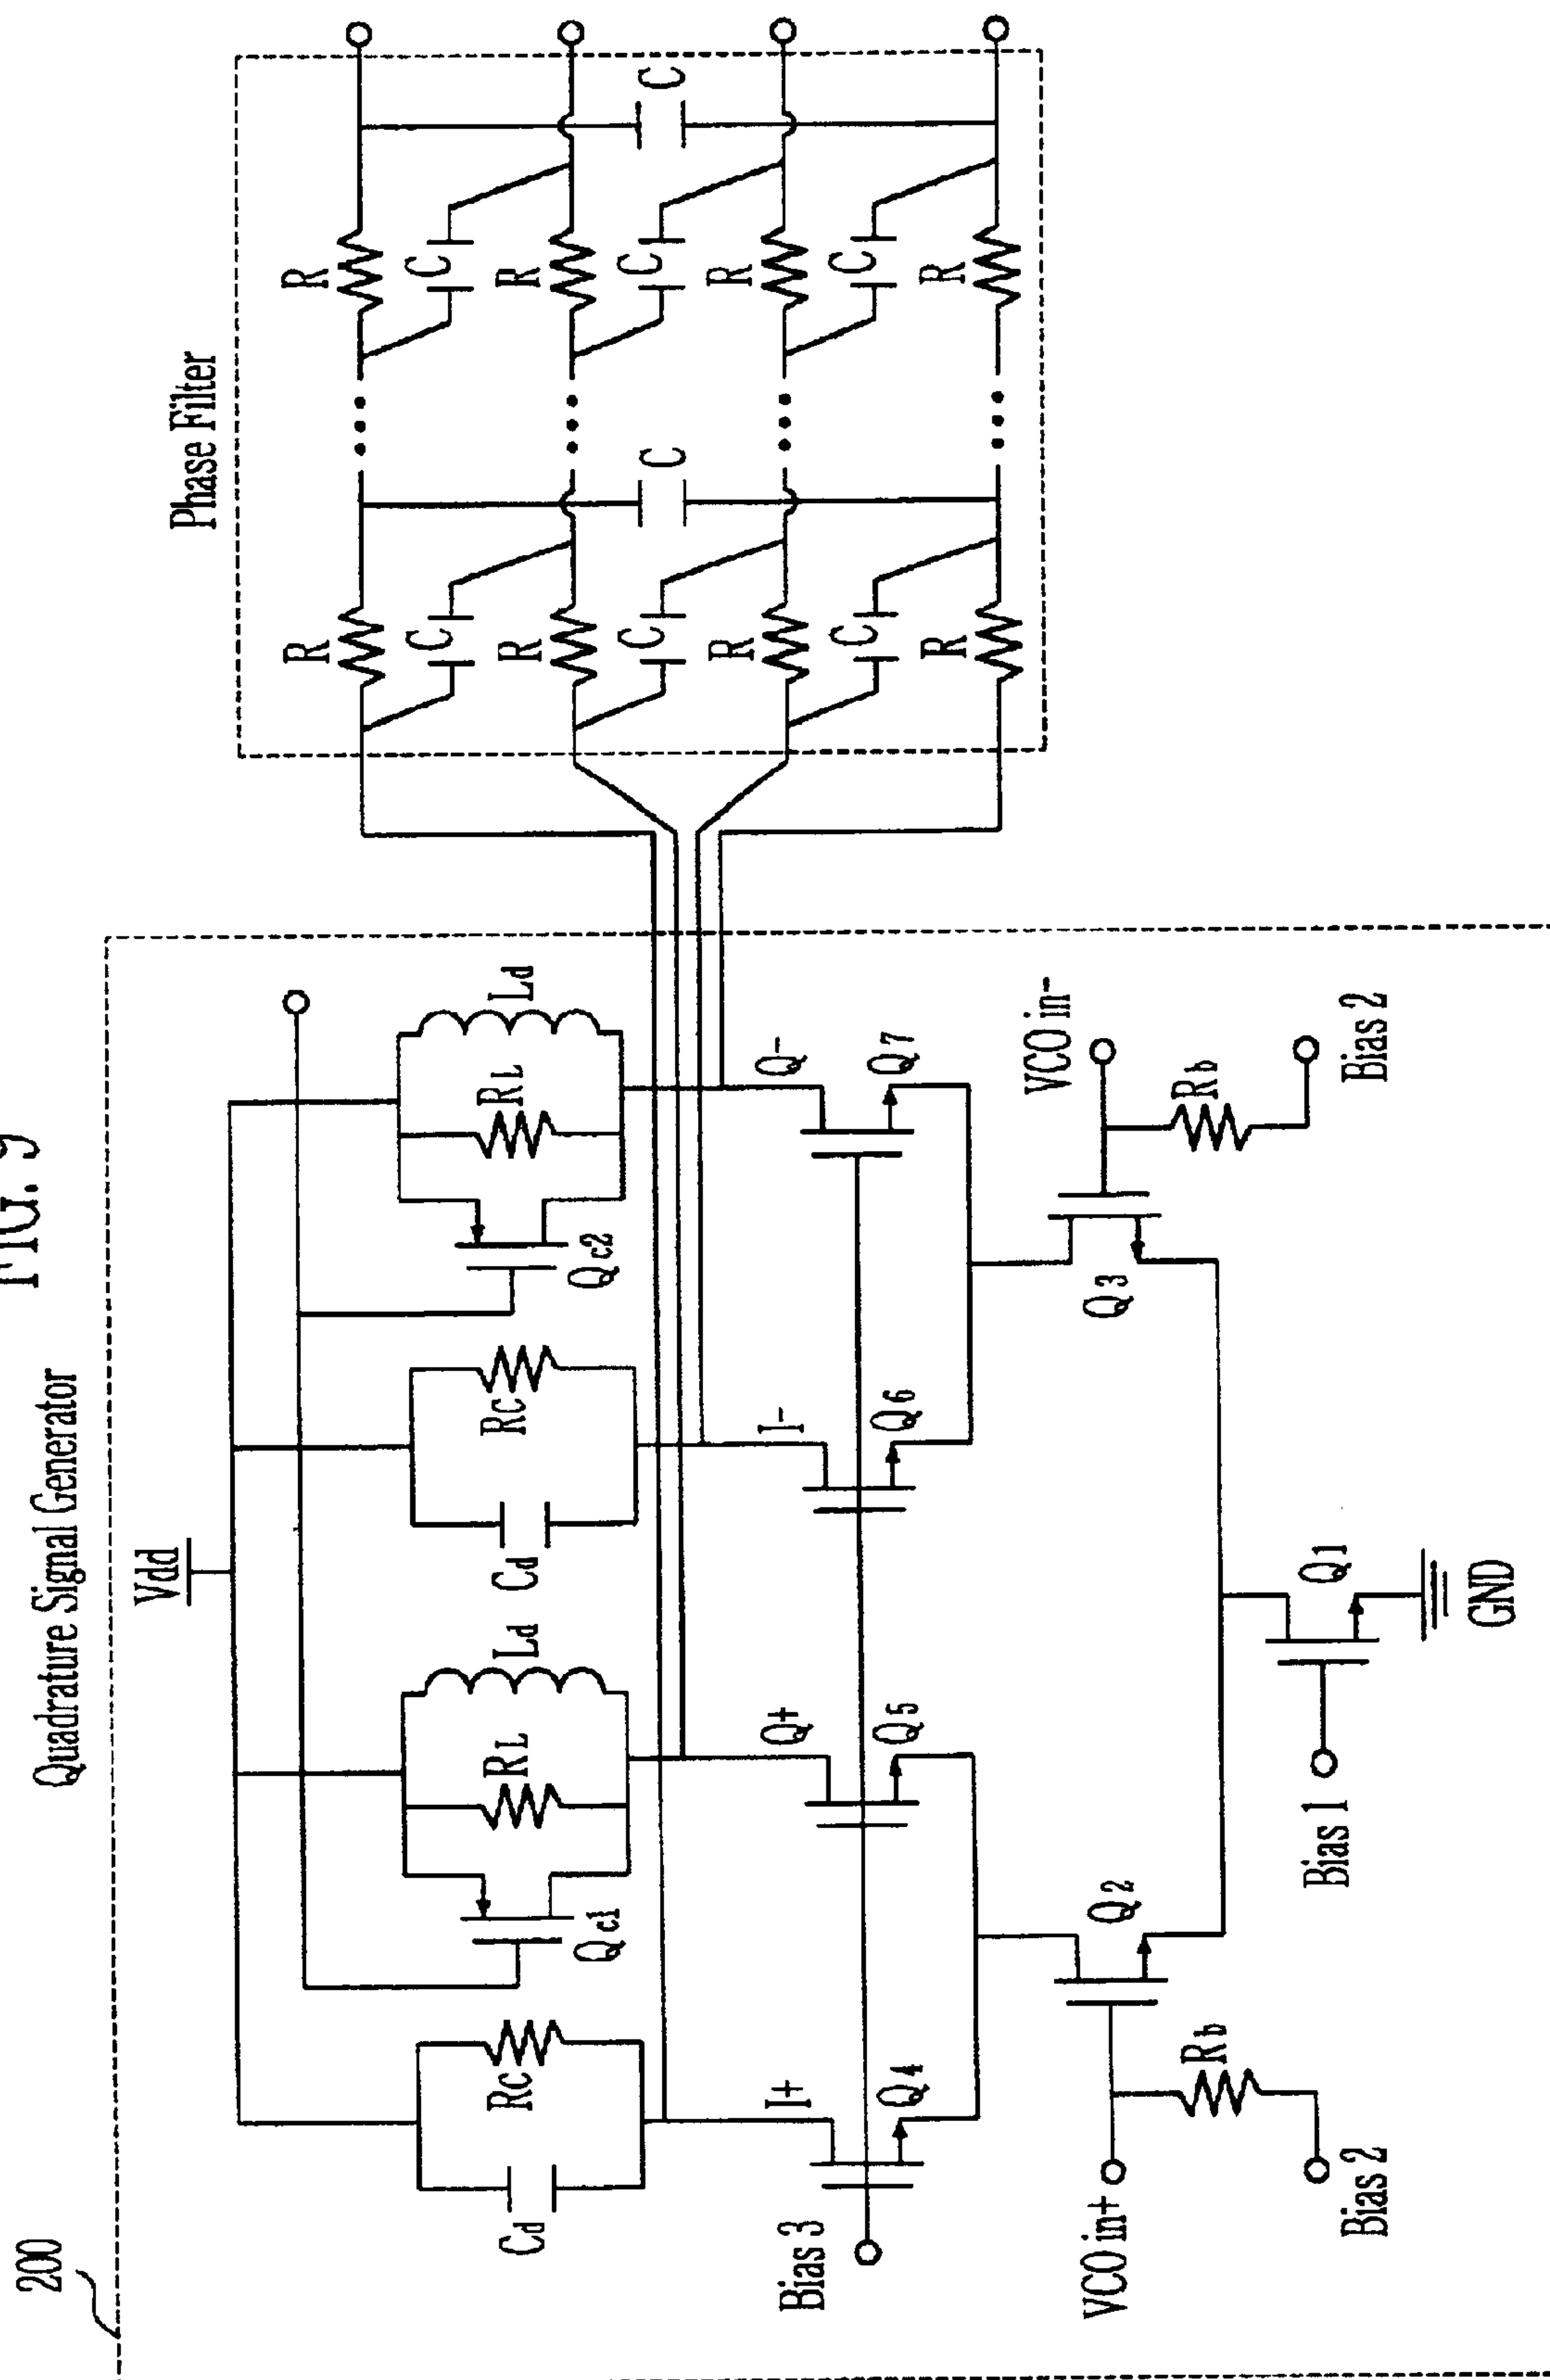 FIG. 9
200
Quadrature Signal Generator
Phase Filter
Vdd
Cd
Rc
Qc1
RL
Ld
Cd
Rc
Qc2
RL
Ld
R
R
C
C
R
R
C
C
C
C
R
R
C
C
R
R
I+
Q+
I-
Q-
Bias 3
Q4
Q5
Q6
Q7
VCO in+
Q2
Q3
VCO in-
Rb
Rb
Bias 2
Bias 1
Q1
Bias 2
GND